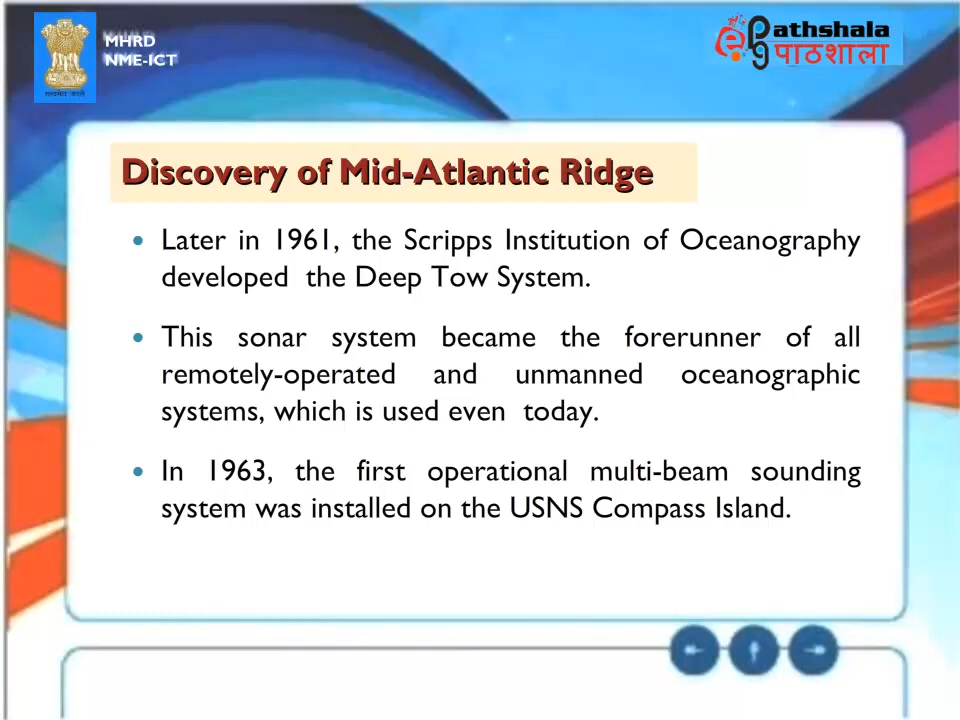 MHRD
NME-ICT
ePathshala
पाठशाला
Discovery of Mid-Atlantic Ridge
• Later in 1961, the Scripps Institution of Oceanography
developed the Deep Tow System.
• This sonar system became the forerunner of all
remotely-operated and unmanned oceanographic
systems, which is used even today.
• In 1963, the first operational multi-beam sounding
system was installed on the USNS Compass Island.